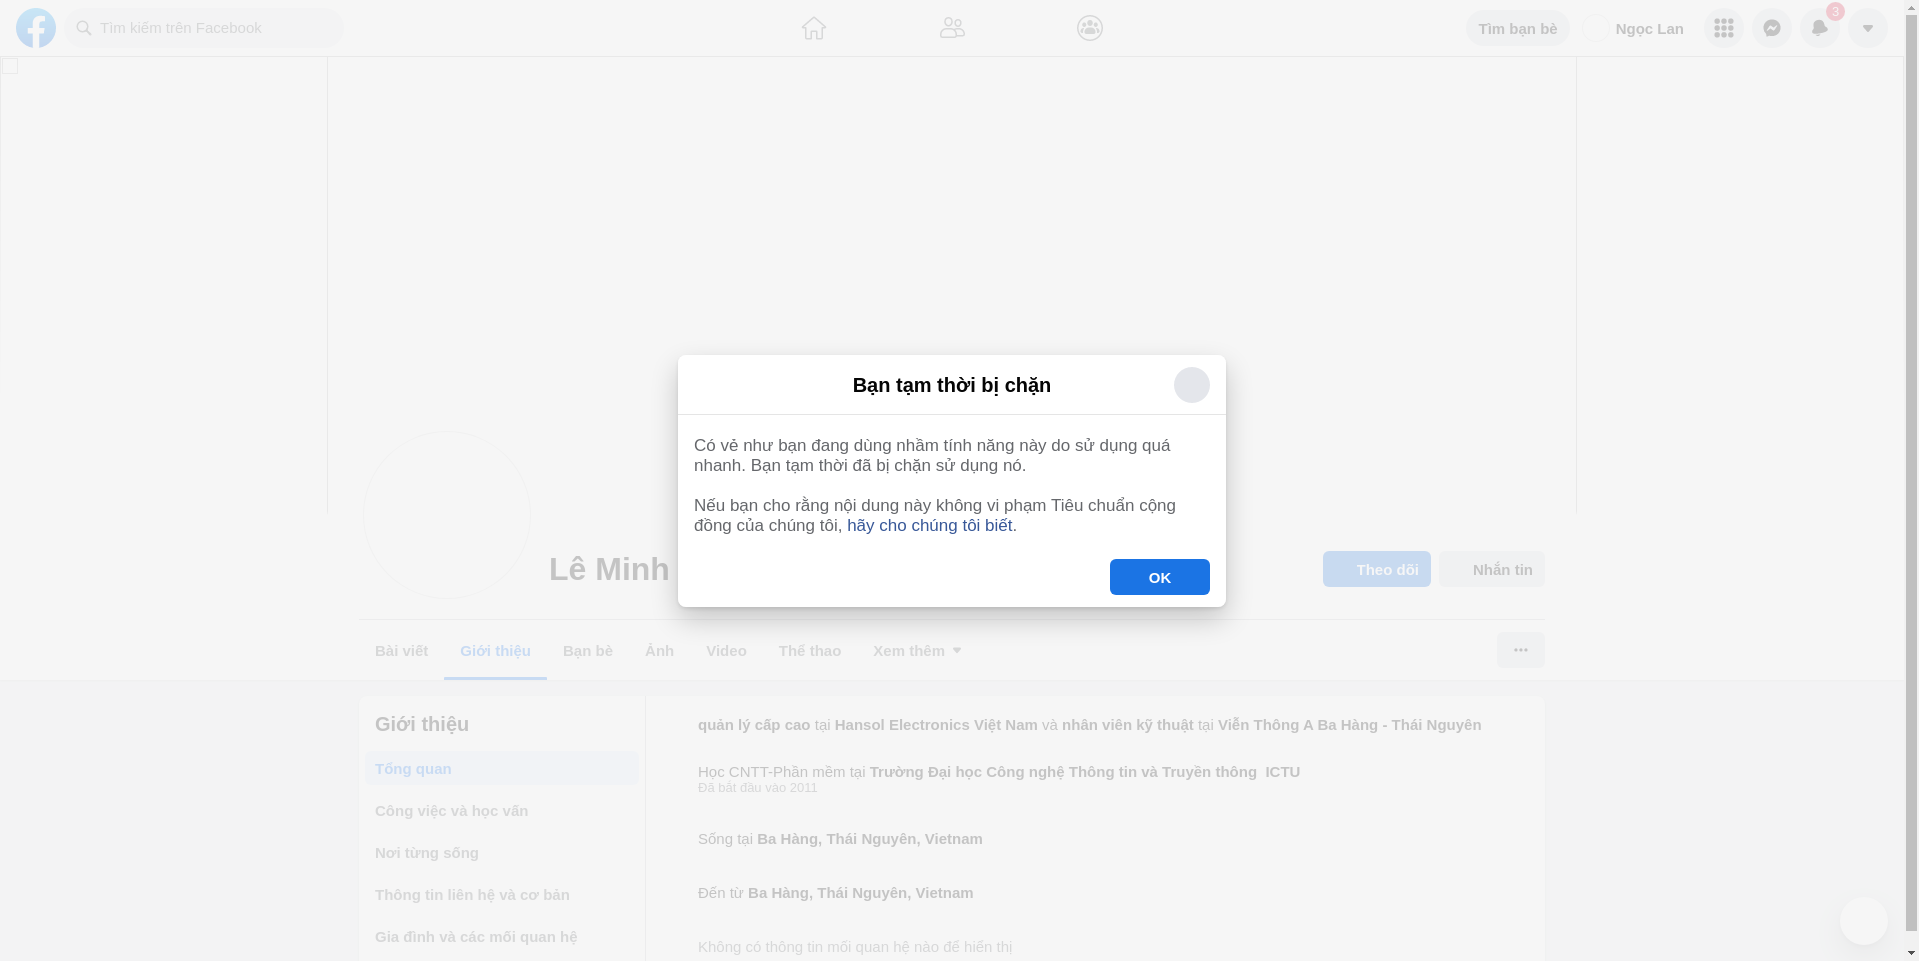 Tìm kiếm trên Facebook
Tìm bạn bè
Ngọc Lan
3
Bạn tạm thời bị chặn
Có vẻ như bạn đang dùng nhầm tính năng này do sử dụng quá
nhanh. Bạn tạm thời đã bị chặn sử dụng nó.
Nếu bạn cho rằng nội dung này không vi phạm Tiêu chuẩn cộng
đồng của chúng tôi, hãy cho chúng tôi biết.
OK
Lê Minh
Theo dõi
Nhắn tin
Bài viết
Giới thiệu
Bạn bè
Ảnh
Video
Thể thao
Xem thêm
Giới thiệu
Tổng quan
Công việc và học vấn
Nơi từng sống
Thông tin liên hệ và cơ bản
Gia đình và các mối quan hệ
quản lý cấp cao tại Hansol Electronics Việt Nam và nhân viên kỹ thuật tại Viễn Thông A Ba Hàng - Thái Nguyên
Học CNTT-Phần mềm tại Trường Đại học Công nghệ Thông tin và Truyền thông  ICTU
Đã bắt đầu vào 2011
Sống tại Ba Hàng, Thái Nguyên, Vietnam
Đến từ Ba Hàng, Thái Nguyên, Vietnam
Không có thông tin mối quan hệ nào để hiển thị